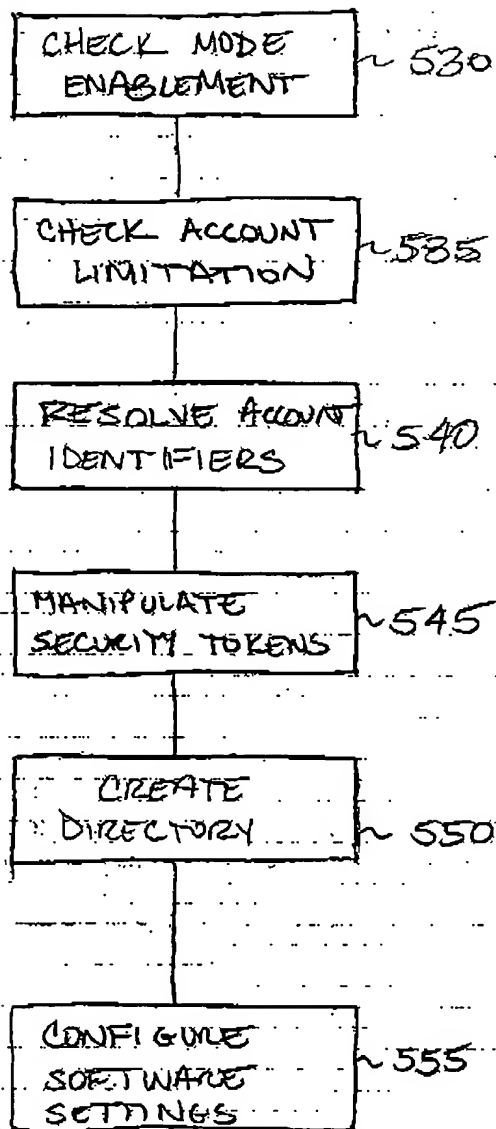 CHECK MODE
ENABLEMENT
~ 530
CHECK ACCOUNT
LIMITATION
~ 535
RESOLVE ACCOUNT
IDENTIFIERS
~ 540
MANIPULATE
SECURITY TOKENS
~ 545
CREATE
DIRECTORY
~ 550
CONFIGURE
SOFTWARE
SETTINGS
~ 555